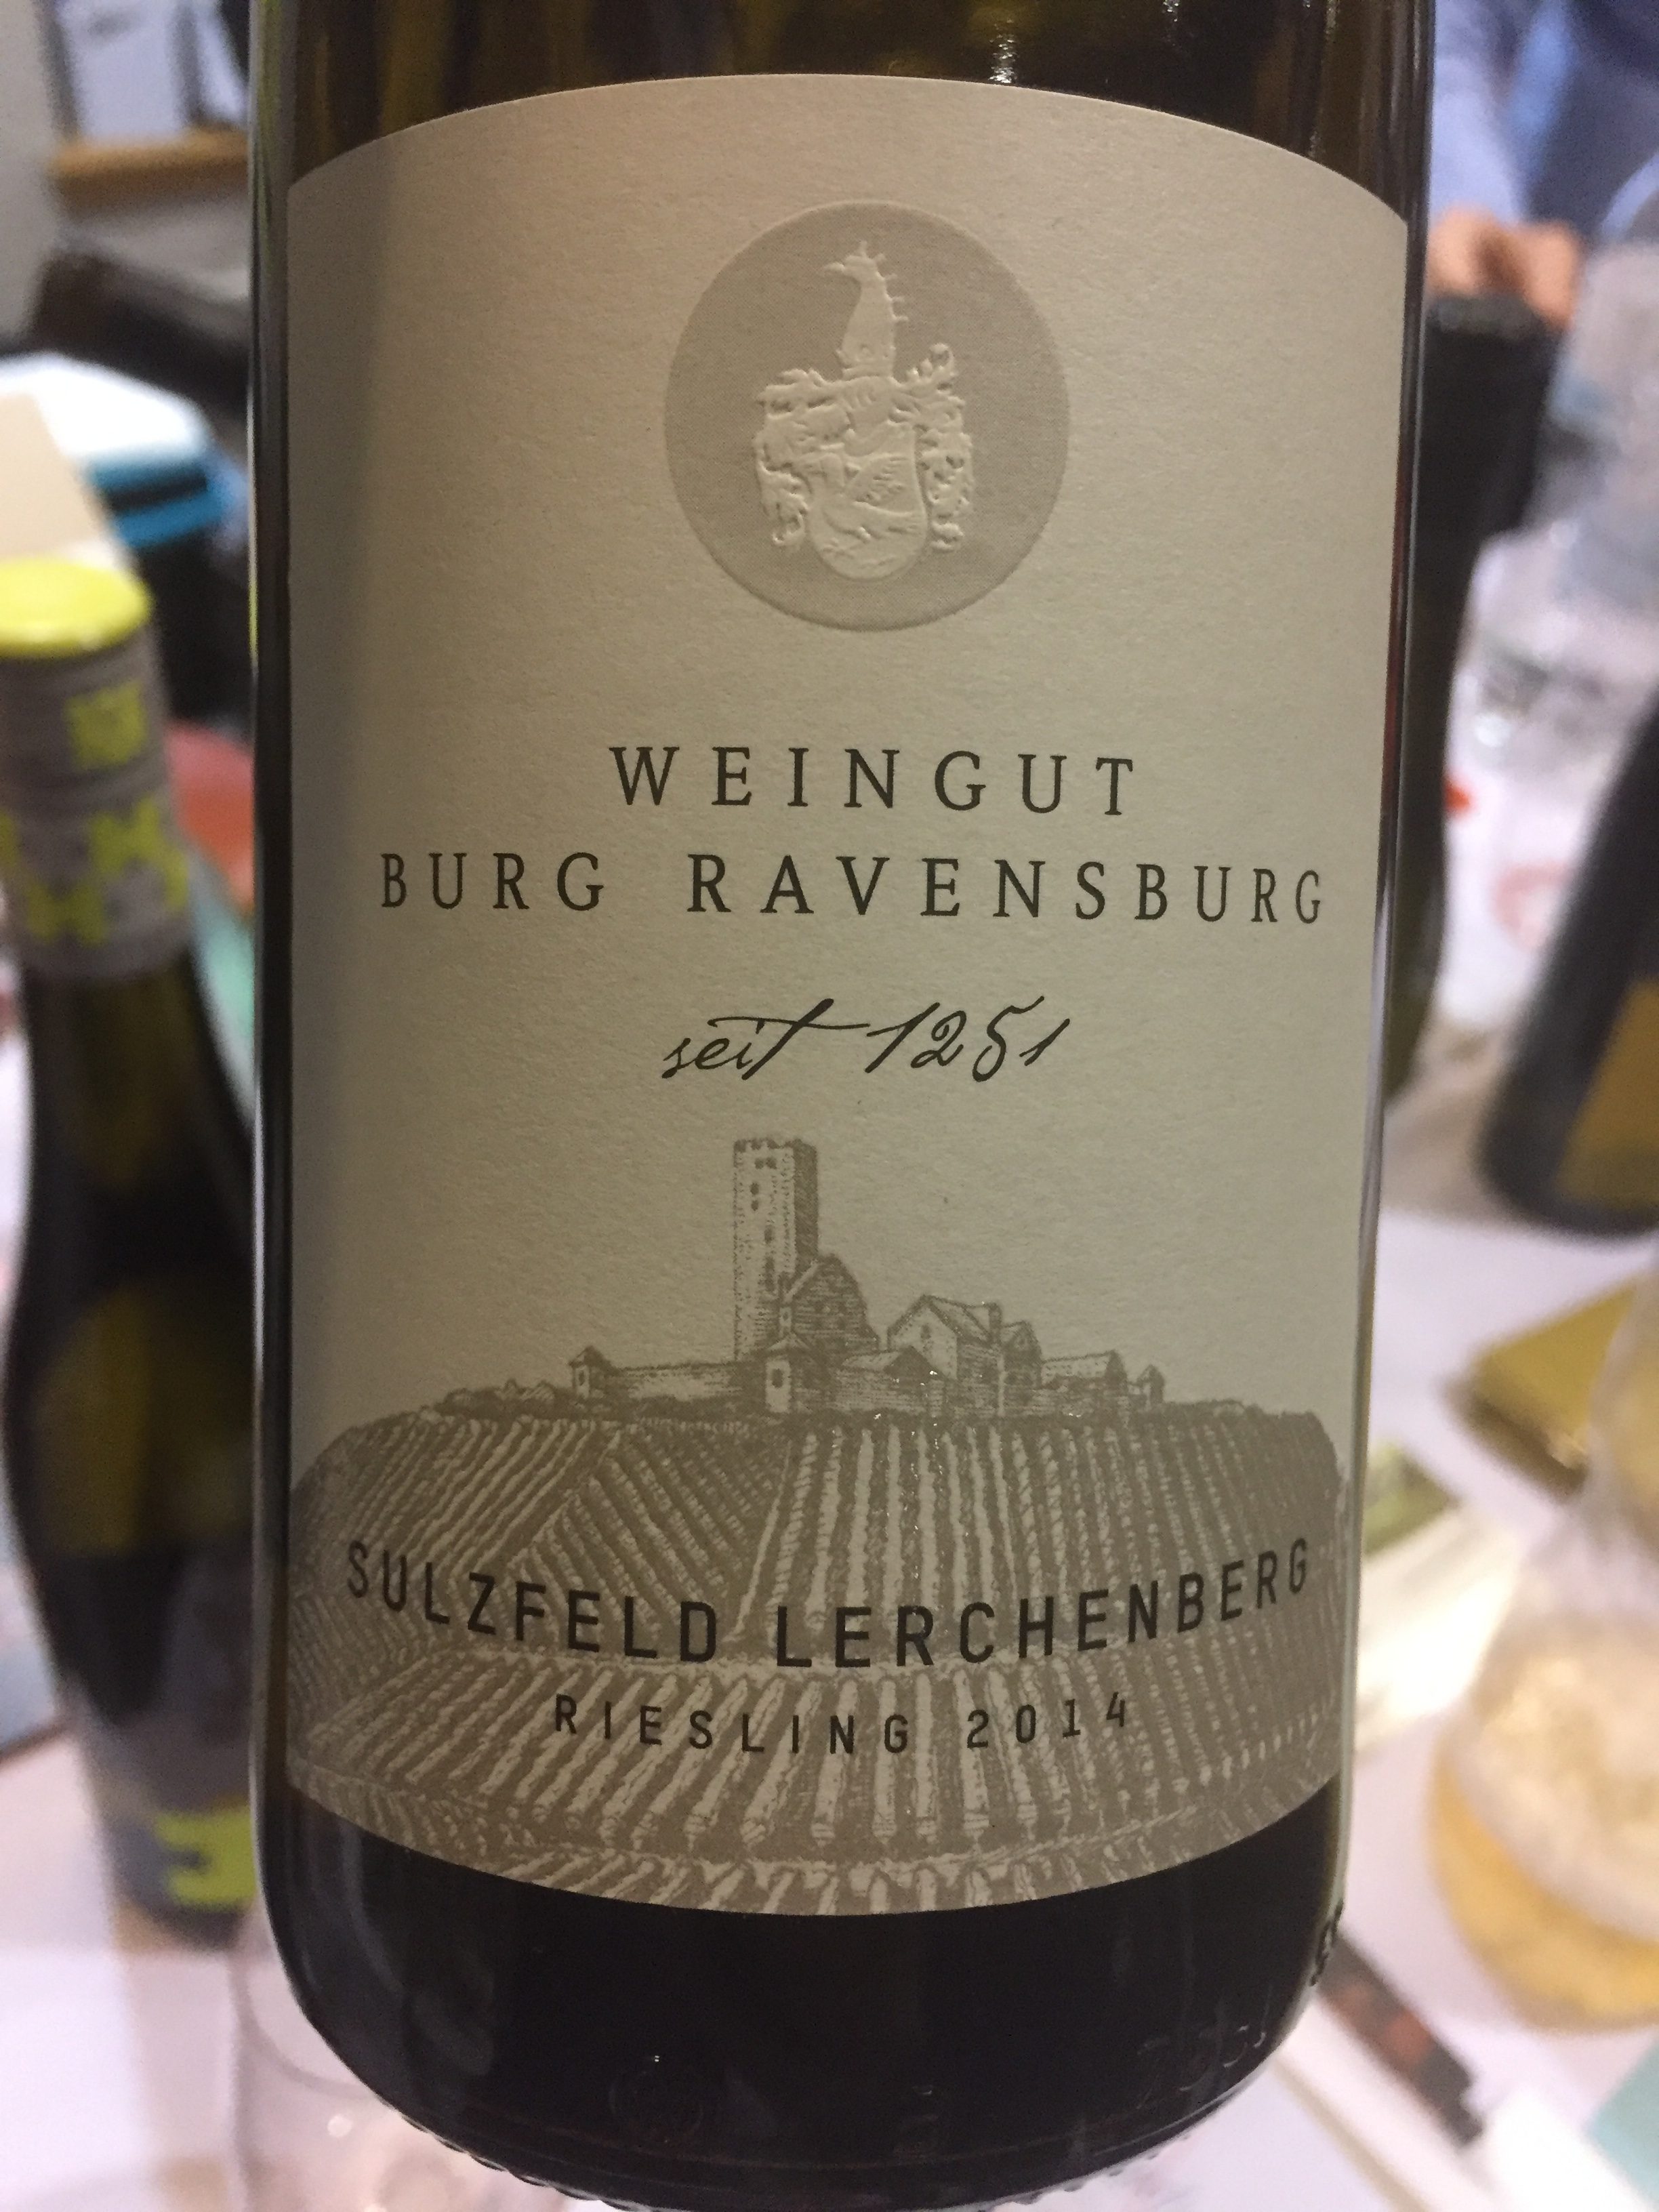 WEINGUT
BURG RAVENSBURG
seit 1251
SULZFELD LERCHENBERG
RIESLING 2014